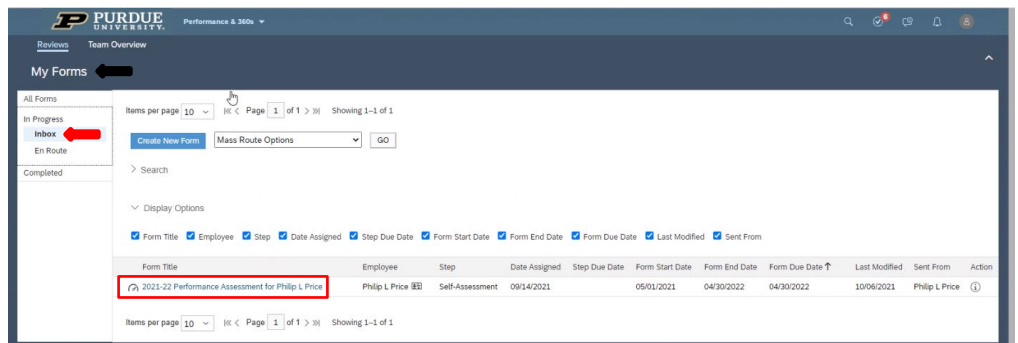 PURDUE
UNIVERSITY.
Performance & 360s
6
Reviews Team Overview
My Forms
All Forms
In Progress
Inbox
En Route
Completed
Items per page 10 Page 1 of 1 Showing 1–1 of 1
Create New Form Mass Route Options GO
Search
Display Options
Form Title Employee Step Date Assigned Step Due Date Form Start Date Form End Date Form Due Date Last Modified Sent From
Form Title Employee Step Date Assigned Step Due Date Form Start Date Form End Date Form Due Date Last Modified Sent From Action
2021-22 Performance Assessment for Philip L Price Philip L Price Self-Assessment 09/14/2021 05/01/2021 04/30/2022 04/30/2022 10/06/2021 Philip L Price
Items per page 10 Page 1 of 1 Showing 1–1 of 1